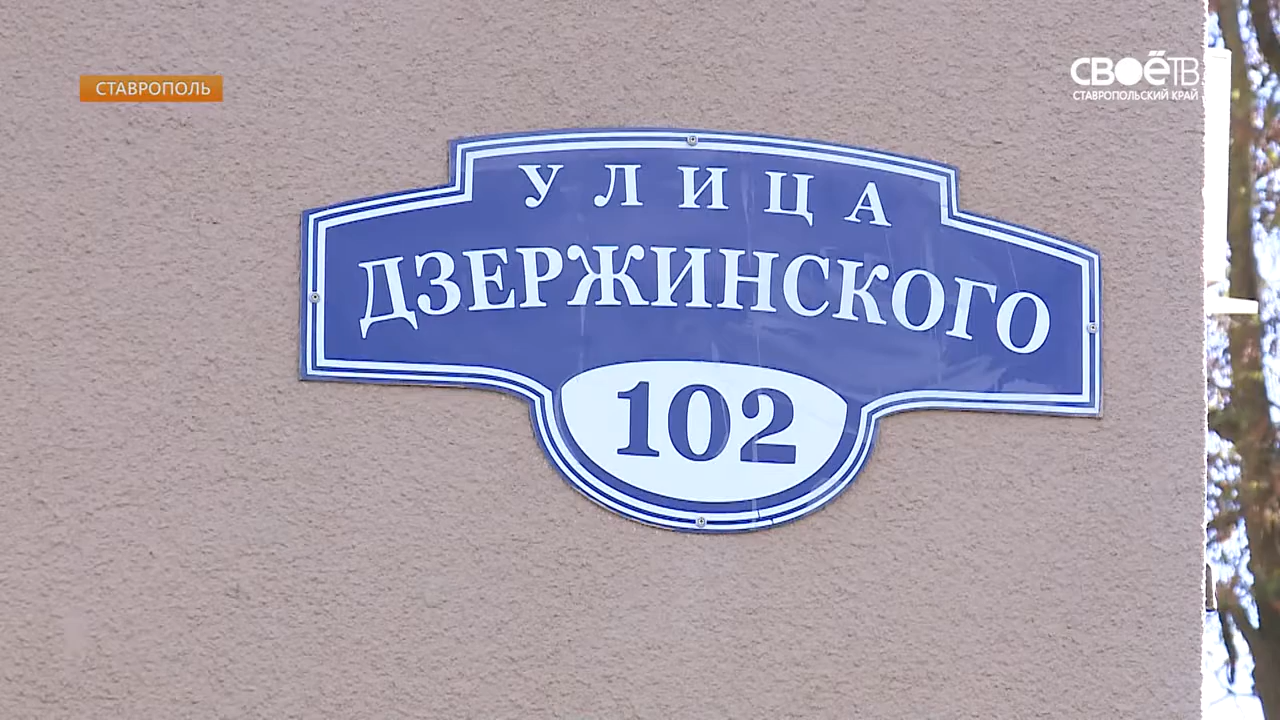 СТАВРОПОЛЬ
СВОЁТВ
СТАВРОПОЛЬСКИЙ КРАЙ
УЛИЦА
ДЗЕРЖИНСКОГО
102